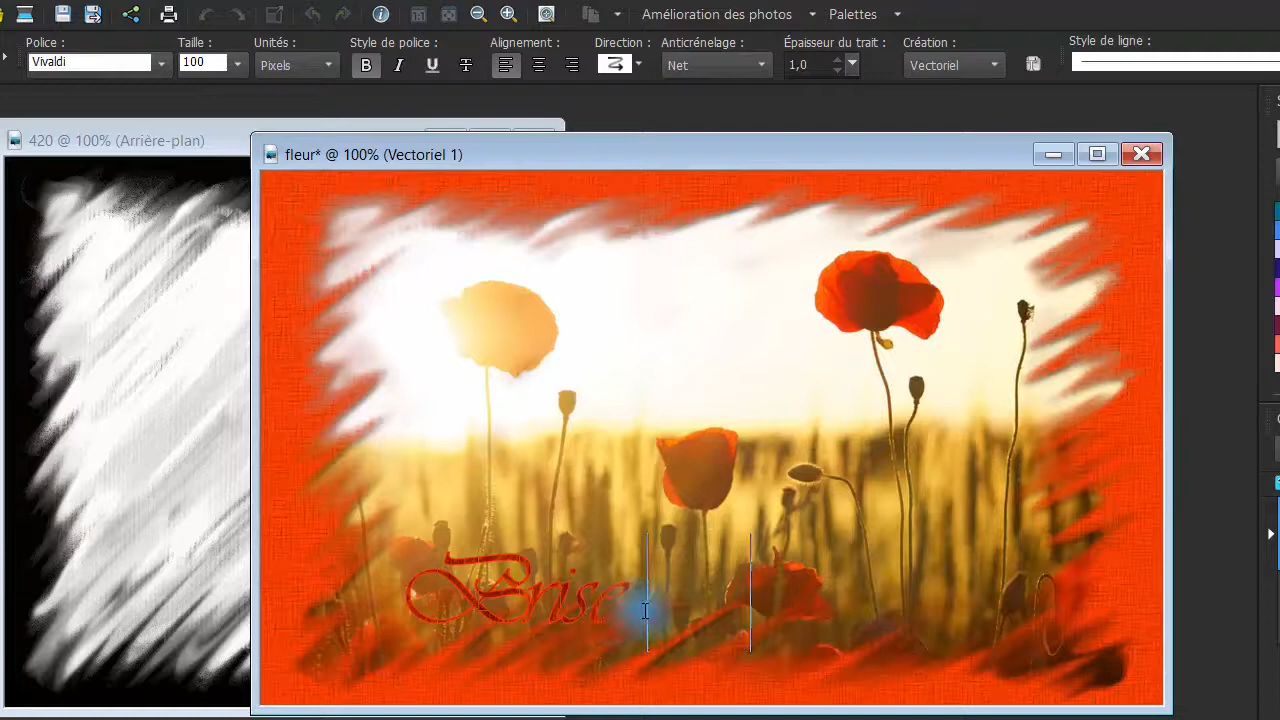 Amélioration des photos Palettes
Police : Taille : Unités : Style de police : Alignement : Direction : Anticrénelage : Épaisseur du trait : Création : Style de ligne :
Vivaldi 100 Pixels B I U T Net 1,0 Vectoriel
420 @ 100% (Arrière-plan)
fleur* @ 100% (Vectoriel 1)
Brise